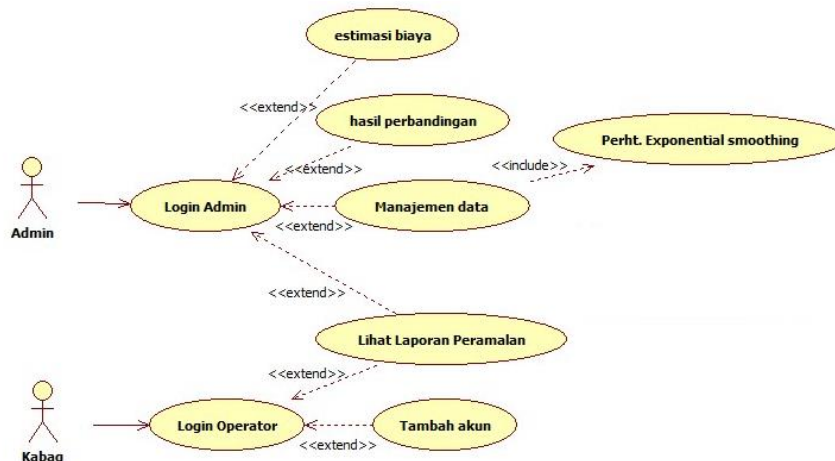 estimasi biaya
<<extend>>
hasil perbandingan
Perht. Exponential smoothing
<<extend>>
<<include>>
Login Admin
Manajemen data
<<extend>>
Admin
<<extend>>
Lihat Laporan Peramalan
<<extend>>
Login Operator
Tambah akun
<<extend>>
Kabag